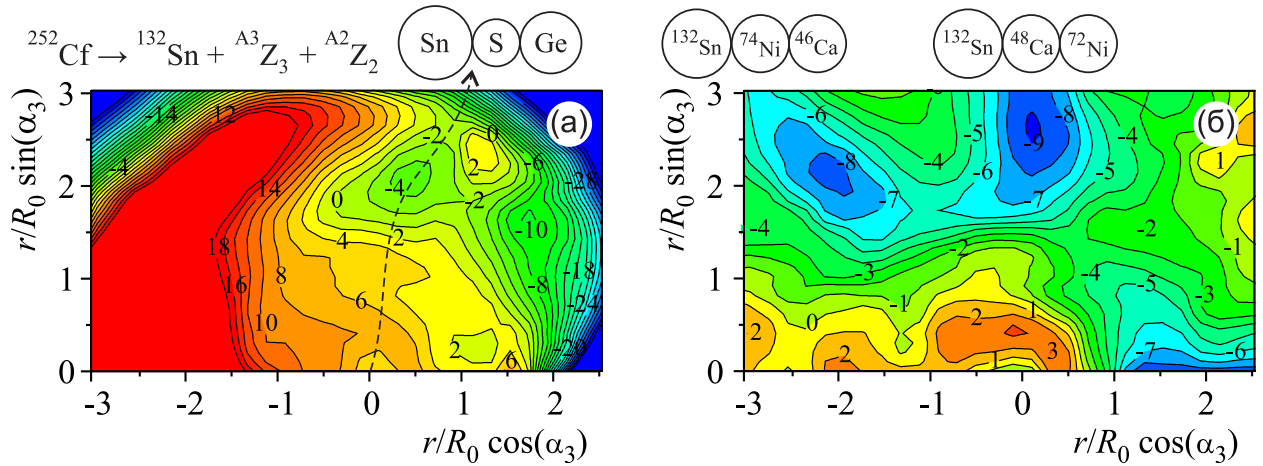 ²⁵²Cf → ¹³²Sn + ᴬ³Z₃ + ᴬ²Z₂
Sn S Ge
¹³²Sn ⁷⁴Ni ⁴⁶Ca
¹³²Sn ⁴⁸Ca ⁷²Ni
(а)
3
2
1
0
-3 -2 -1 0 1 2
r/R₀ sin(α₃)
r/R₀ cos(α₃)
-14 12 -2 0 -6
-4 14 -4 2 -2 -28
0 -10
18 4 2
16 8 6 -8 -18
-24
10 2 6 -20
(б)
3
2
1
0
-3 -2 -1 0 1 2
r/R₀ sin(α₃)
r/R₀ cos(α₃)
-6 -5 -8 -4
-8 -4 -9 1
-7 -6 -7 -5
-4 -2 -2 -1
-3 -4 -5 -3
-1
0 1
2 2 2 3 -7 -6
1